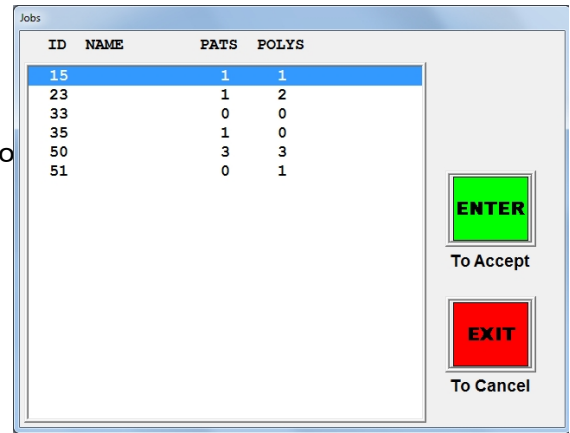 Jobs
ID NAME PATS POLYS
15 1 1
23 1 2
33 0 0
35 1 0
50 3 3
51 0 1
ENTER
To Accept
EXIT
To Cancel